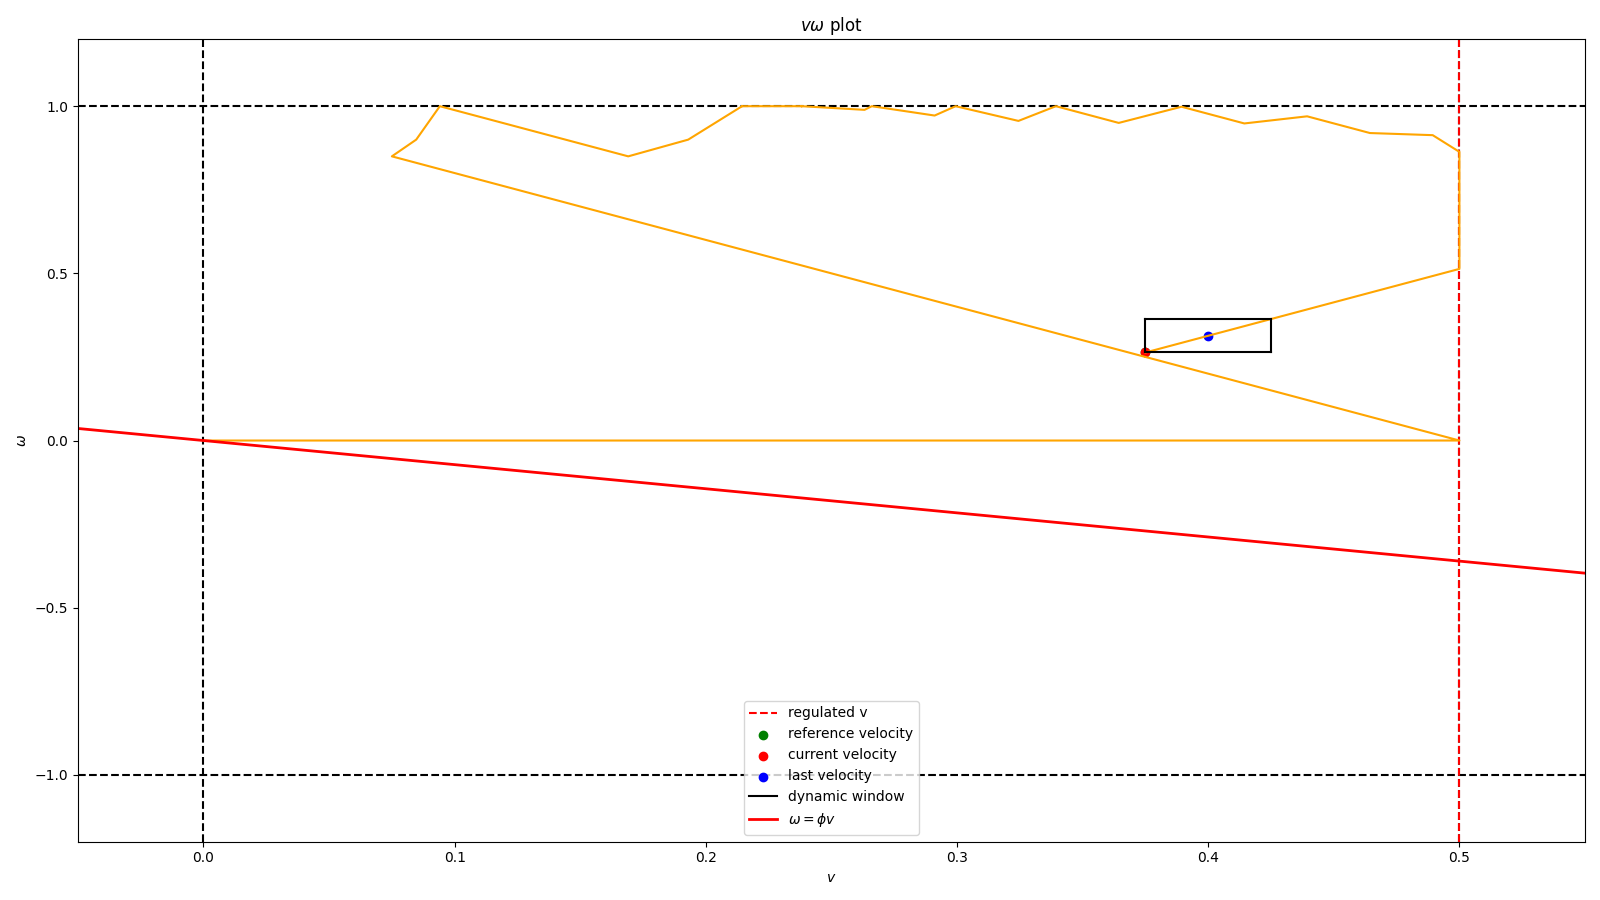 vω plot
1.0
0.5
0.0
−0.5
−1.0
ω
0.0
0.1
0.2
0.3
0.4
0.5
v
regulated v
reference velocity
current velocity
last velocity
dynamic window
ω = ϕv